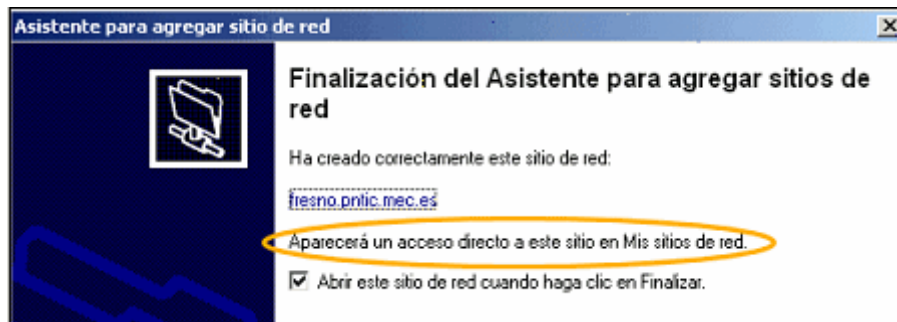 Asistente para agregar sitio de red
Finalización del Asistente para agregar sitios de
red
Ha creado correctamente este sitio de red:
fresno.pntic.mec.es
Aparecerá un acceso directo a este sitio en Mis sitios de red.
Abrir este sitio de red cuando haga clic en Finalizar.